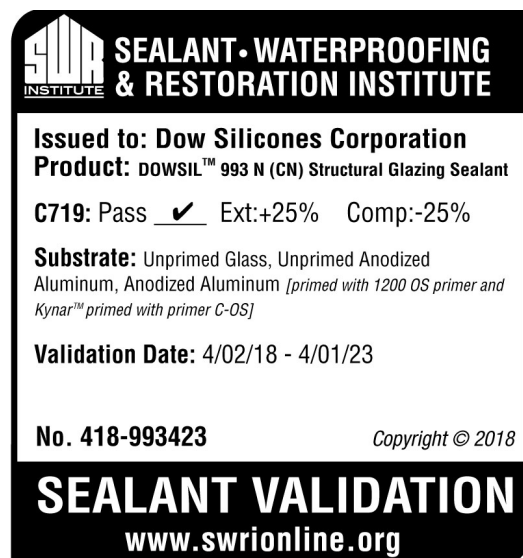 SWR
INSTITUTE
SEALANT • WATERPROOFING
& RESTORATION INSTITUTE
Issued to: Dow Silicones Corporation
Product: DOWSIL™ 993 N (CN) Structural Glazing Sealant
C719: Pass ✔ Ext:+25% Comp:-25%
Substrate: Unprimed Glass, Unprimed Anodized
Aluminum, Anodized Aluminum [primed with 1200 OS primer and
Kynar™ primed with primer C-OS]
Validation Date: 4/02/18 - 4/01/23
No. 418-993423 Copyright © 2018
SEALANT VALIDATION
www.swrionline.org